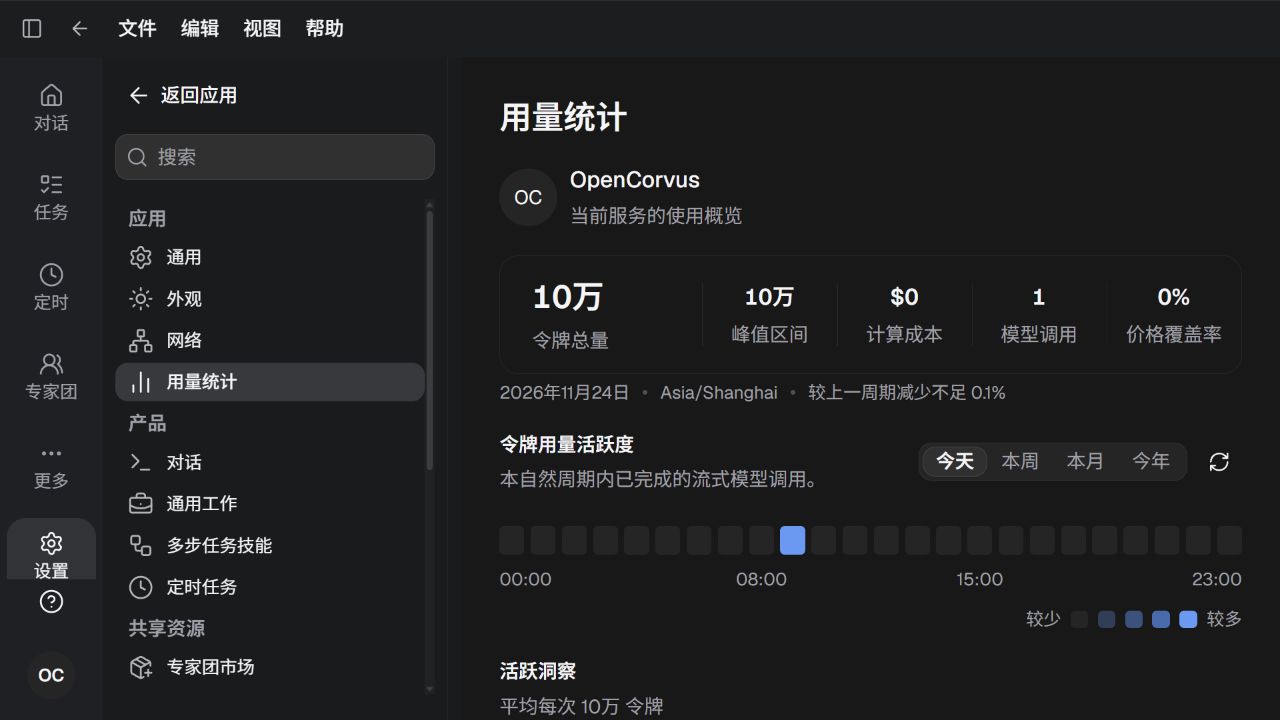 文件 编辑 视图 帮助
对话
任务
定时
专家团
更多
设置
OC
返回应用
搜索
应用
通用
外观
网络
用量统计
产品
对话
通用工作
多步任务技能
定时任务
共享资源
专家团市场
用量统计
OC
OpenCorvus
当前服务的使用概览
10万
令牌总量
10万
峰值区间
$0
计算成本
1
模型调用
0%
价格覆盖率
2026年11月24日 • Asia/Shanghai • 较上一周期减少不足 0.1%
令牌用量活跃度
本自然周期内已完成的流式模型调用。
今天 本周 本月 今年
00:00 08:00 15:00 23:00
较少 较多
活跃洞察
平均每次 10万 令牌